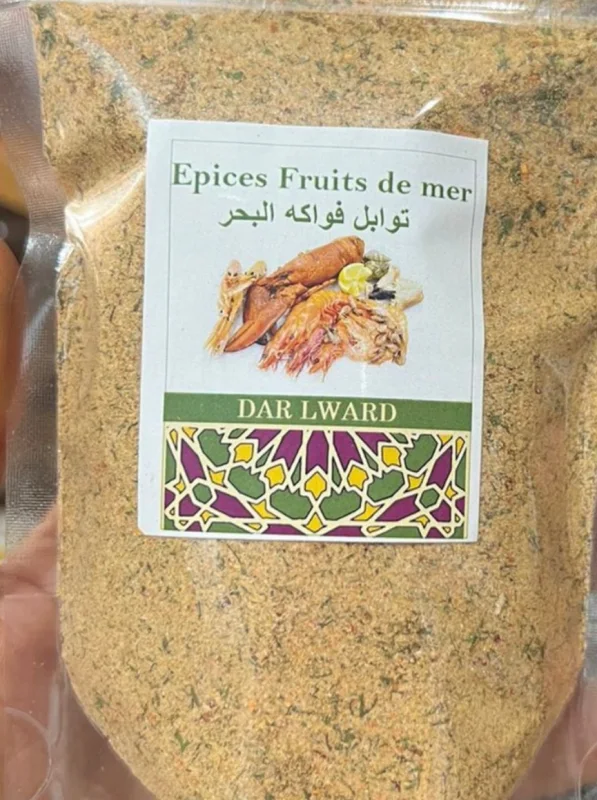 Epices Fruits de mer
توابل فواكه البحر
DAR LWARD